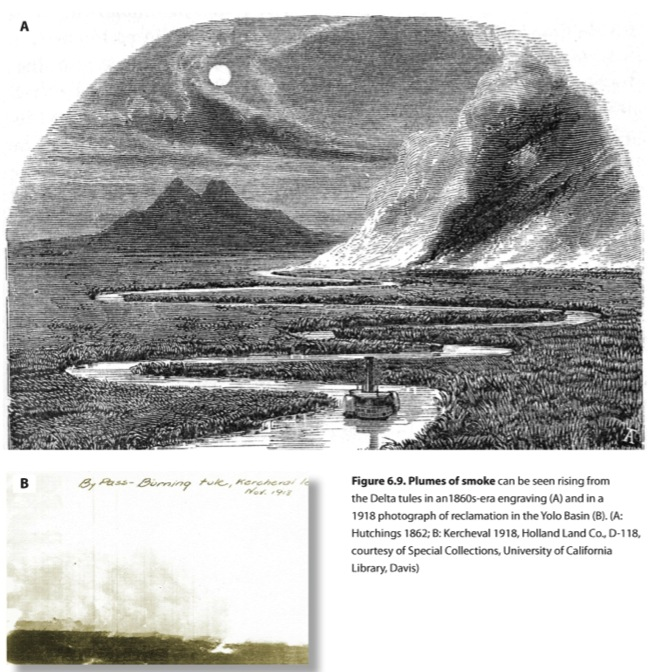 A
B
By Pass - Burning tule, Kercheval
Nov. 1918
Figure 6.9. Plumes of smoke can be seen rising from
the Delta tules in an1860s-era engraving (A) and in a
1918 photograph of reclamation in the Yolo Basin (B). (A:
Hutchings 1862; B: Kercheval 1918, Holland Land Co., D-118,
courtesy of Special Collections, University of California
Library, Davis)